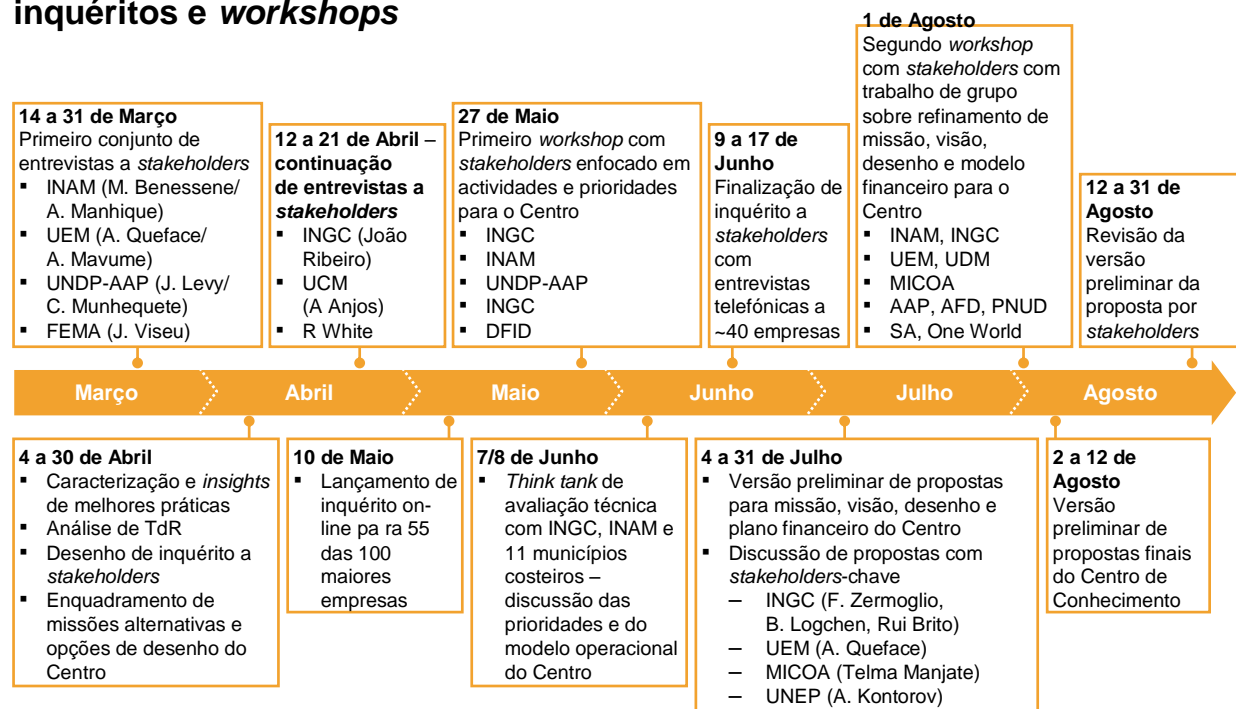 inquéritos e workshops
14 a 31 de Março
Primeiro conjunto de
entrevistas a stakeholders
▪ INAM (M. Benessene/
A. Manhique)
▪ UEM (A. Queface/
A. Mavume)
▪ UNDP-AAP (J. Levy/
C. Munhequete)
▪ FEMA (J. Viseu)
12 a 21 de Abril –
continuação
de entrevistas a
stakeholders
▪ INGC (João
Ribeiro)
▪ UCM
(A Anjos)
▪ R White
27 de Maio
Primeiro workshop com
stakeholders enfocado em
actividades e prioridades
para o Centro
▪ INGC
▪ INAM
▪ UNDP-AAP
▪ INGC
▪ DFID
9 a 17 de
Junho
Finalização de
inquérito a
stakeholders
com
entrevistas
telefónicas a
~40 empresas
1 de Agosto
Segundo workshop
com stakeholders com
trabalho de grupo
sobre refinamento de
missão, visão,
desenho e modelo
financeiro para o
Centro
▪ INAM, INGC
▪ UEM, UDM
▪ MICOA
▪ AAP, AFD, PNUD
▪ SA, One World
12 a 31 de
Agosto
Revisão da
versão
preliminar da
proposta por
stakeholders
Março
Abril
Maio
Junho
Julho
Agosto
4 a 30 de Abril
▪ Caracterização e insights
de melhores práticas
▪ Análise de TdR
▪ Desenho de inquérito a
stakeholders
▪ Enquadramento de
missões alternativas e
opções de desenho do
Centro
10 de Maio
▪ Lançamento de
inquérito on-
line pa ra 55
das 100
maiores
empresas
7/8 de Junho
▪ Think tank de
avaliação técnica
com INGC, INAM e
11 municípios
costeiros –
discussão das
prioridades e do
modelo operacional
do Centro
4 a 31 de Julho
▪ Versão preliminar de propostas
para missão, visão, desenho e
plano financeiro do Centro
▪ Discussão de propostas com
stakeholders-chave
– INGC (F. Zermoglio,
B. Logchen, Rui Brito)
– UEM (A. Queface)
– MICOA (Telma Manjate)
– UNEP (A. Kontorov)
2 a 12 de
Agosto
Versão
preliminar de
propostas finais
do Centro de
Conhecimento